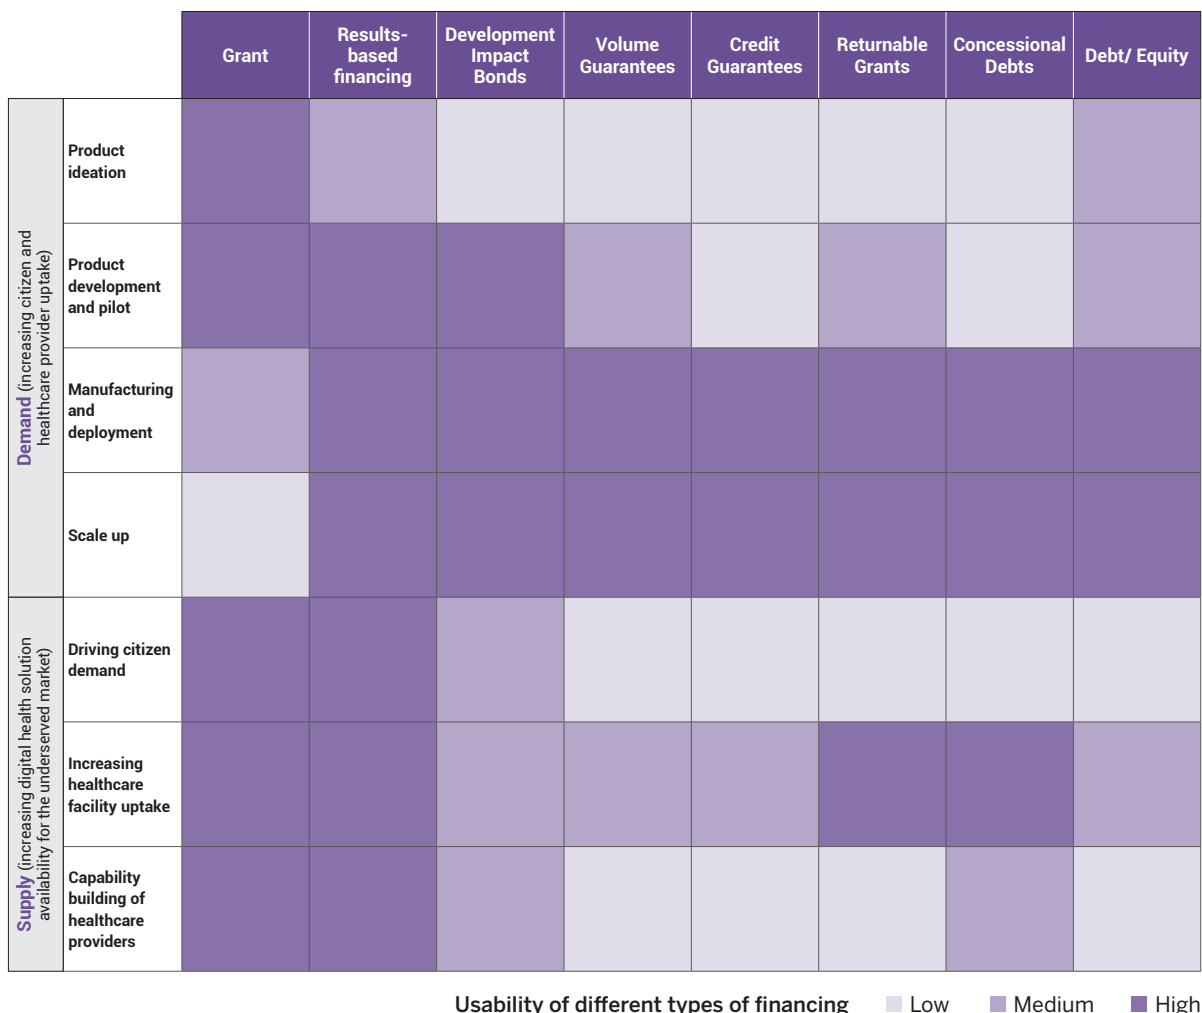 Grant
Results-
based
financing
Development
Impact
Bonds
Volume
Guarantees
Credit
Guarantees
Returnable
Grants
Concessional
Debts
Debt/ Equity
Demand (increasing citizen and
healthcare provider uptake)
Product
ideation
Product
development
and pilot
Manufacturing
and
deployment
Scale up
Supply (increasing digital health solution
availability for the underserved market)
Driving citizen
demand
Increasing
healthcare
facility uptake
Capability
building of
healthcare
providers
Usability of different types of financing
Low
Medium
High